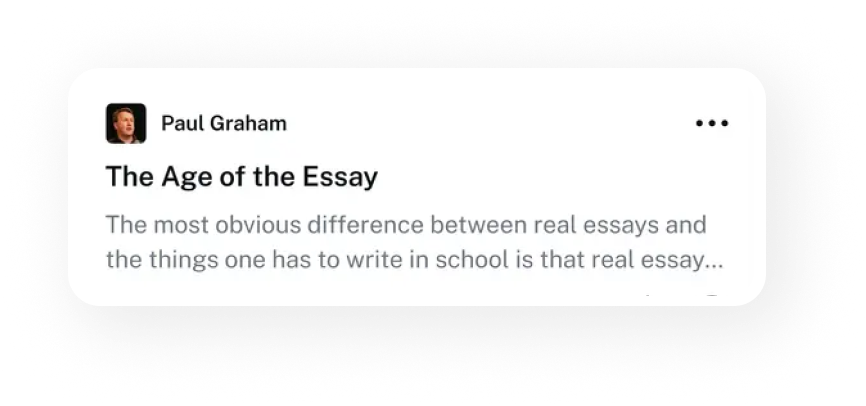 Paul Graham
The Age of the Essay
The most obvious difference between real essays and
the things one has to write in school is that real essay...